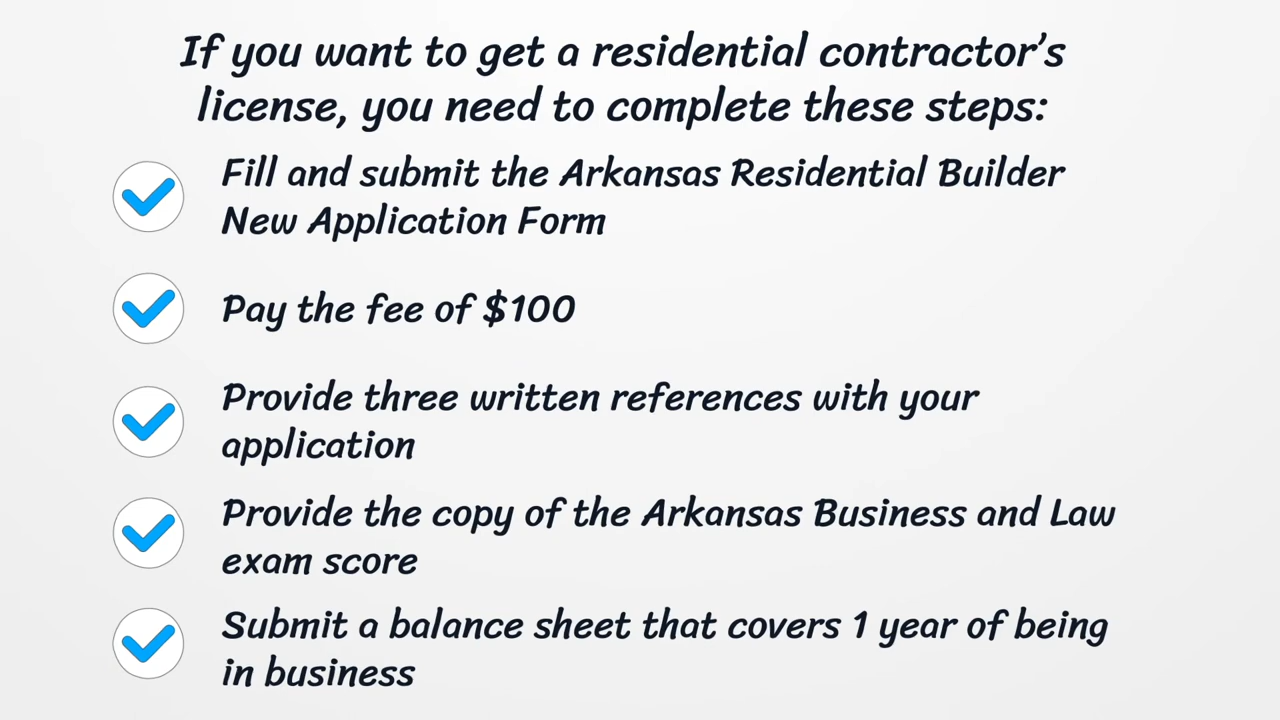 If you want to get a residential contractor's
license, you need to complete these steps:
Fill and submit the Arkansas Residential Builder
New Application Form
Pay the fee of $100
Provide three written references with your
application
Provide the copy of the Arkansas Business and Law
exam score
Submit a balance sheet that covers 1 year of being
in business